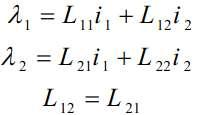 λ₁ = L₁₁i₁ + L₁₂i₂
λ₂ = L₂₁i₁ + L₂₂i₂
L₁₂ = L₂₁